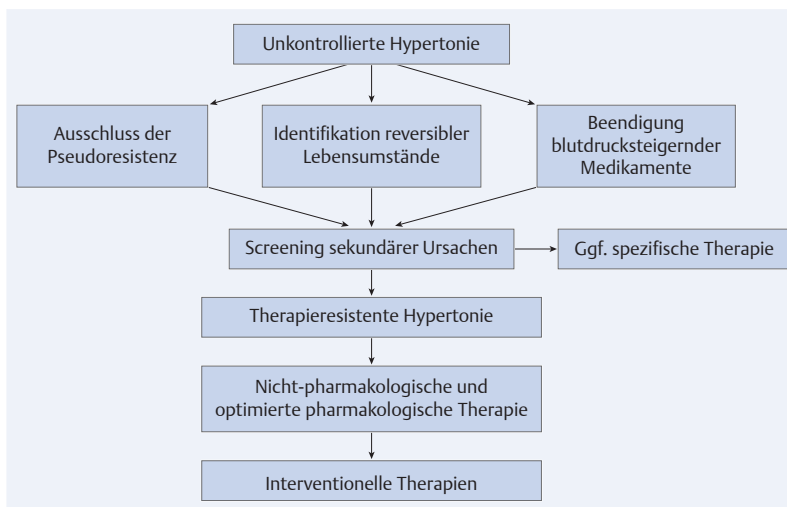 Unkontrollierte Hypertonie
Ausschluss der
Pseudoresistenz
Identifikation reversibler
Lebensumstände
Beendigung
blutdrucksteigernder
Medikamente
Screening sekundärer Ursachen
Ggf. spezifische Therapie
Therapieresistente Hypertonie
Nicht-pharmakologische und
optimierte pharmakologische Therapie
Interventionelle Therapien